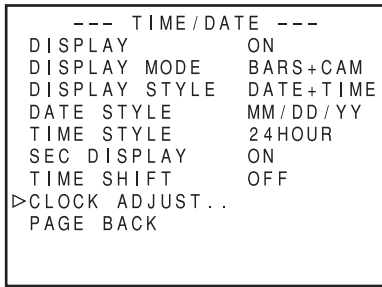 --- TIME/DATE ---
DISPLAY ON
DISPLAY MODE BARS+CAM
DISPLAY STYLE DATE+TIME
DATE STYLE MM/DD/YY
TIME STYLE 24HOUR
SEC DISPLAY ON
TIME SHIFT OFF
▷CLOCK ADJUST..
PAGE BACK